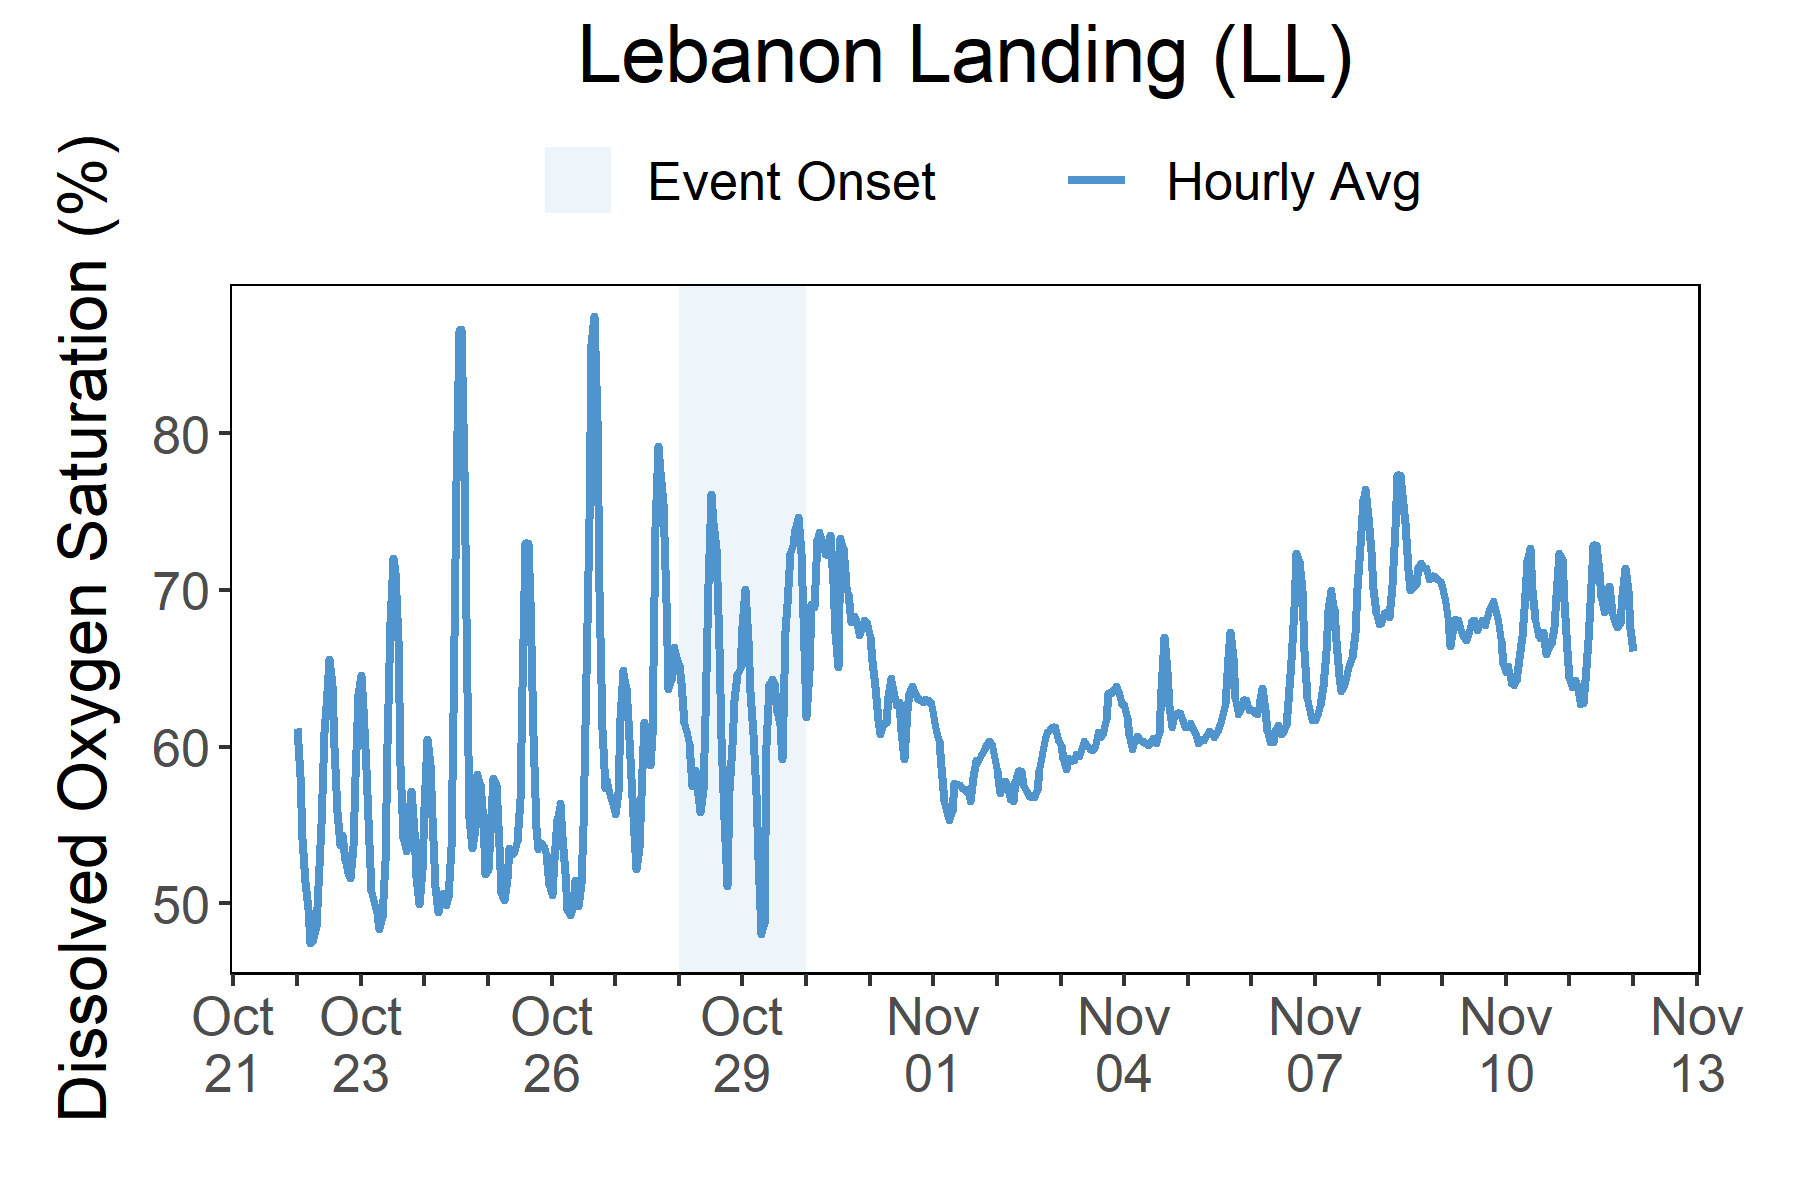 Lebanon Landing (LL)
Event Onset
Hourly Avg
Dissolved Oxygen Saturation (%)
80
70
60
50
Oct Oct Oct Oct Nov Nov Nov Nov Nov
21 23 26 29 01 04 07 10 13